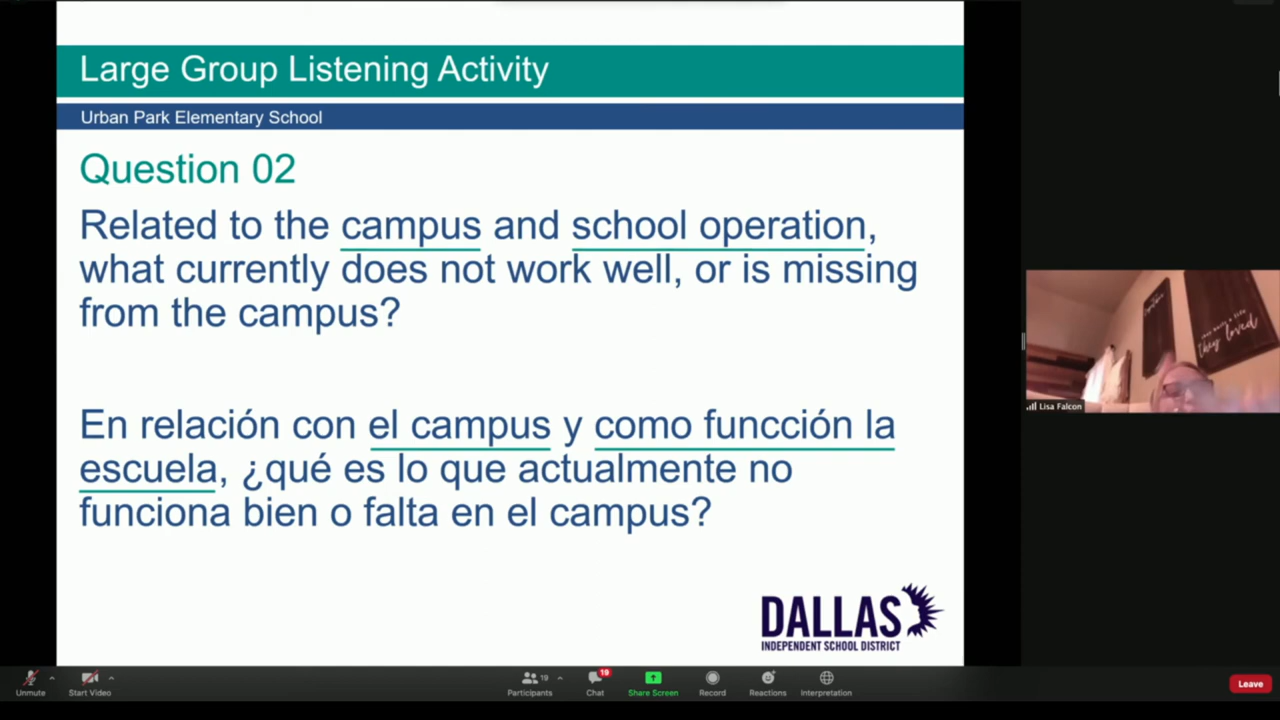 Large Group Listening Activity
Urban Park Elementary School
Question 02
Related to the campus and school operation,
what currently does not work well, or is missing
from the campus?
En relación con el campus y como funcción la
escuela, ¿qué es lo que actualmente no
funciona bien o falta en el campus?
DALLAS
INDEPENDENT SCHOOL DISTRICT
they loved
Lisa Falcon
Unmute
Start Video
19
Participants
19
Chat
Share Screen
Record
Reactions
Interpretation
Leave